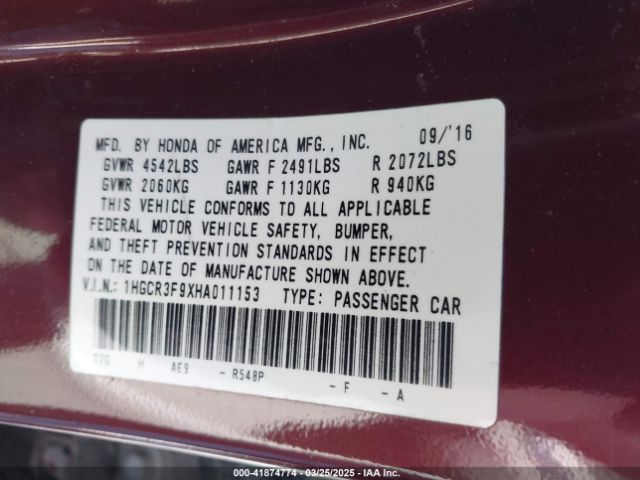 MFD. BY HONDA OF AMERICA MFG., INC. 09/'16
GVWR 4542LBS GAWR F 2491LBS R 2072LBS
GVWR 2060KG GAWR F 1130KG R 940KG
THIS VEHICLE CONFORMS TO ALL APPLICABLE
FEDERAL MOTOR VEHICLE SAFETY, BUMPER,
AND THEFT PREVENTION STANDARDS IN EFFECT
ON THE DATE OF MANUFACTURE SHOWN ABOVE.
V.I.N.: 1HGCR3F9XHA011153 TYPE: PASSENGER CAR
H AE9 - R548P - F - A
000-41874774 — 03/25/2025 — IAA Inc.